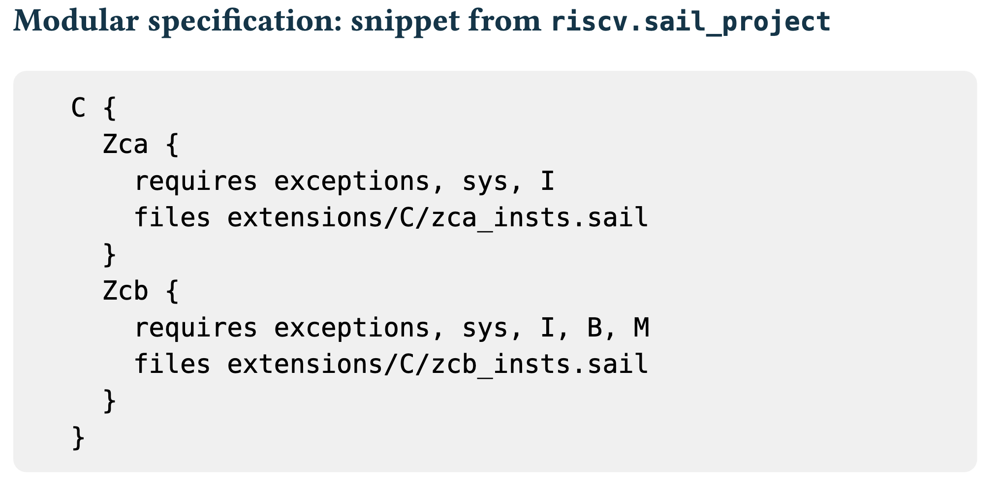 Modular specification: snippet from riscv.sail_project
C {
  Zca {
    requires exceptions, sys, I
    files extensions/C/zca_insts.sail
  }
  Zcb {
    requires exceptions, sys, I, B, M
    files extensions/C/zcb_insts.sail
  }
}